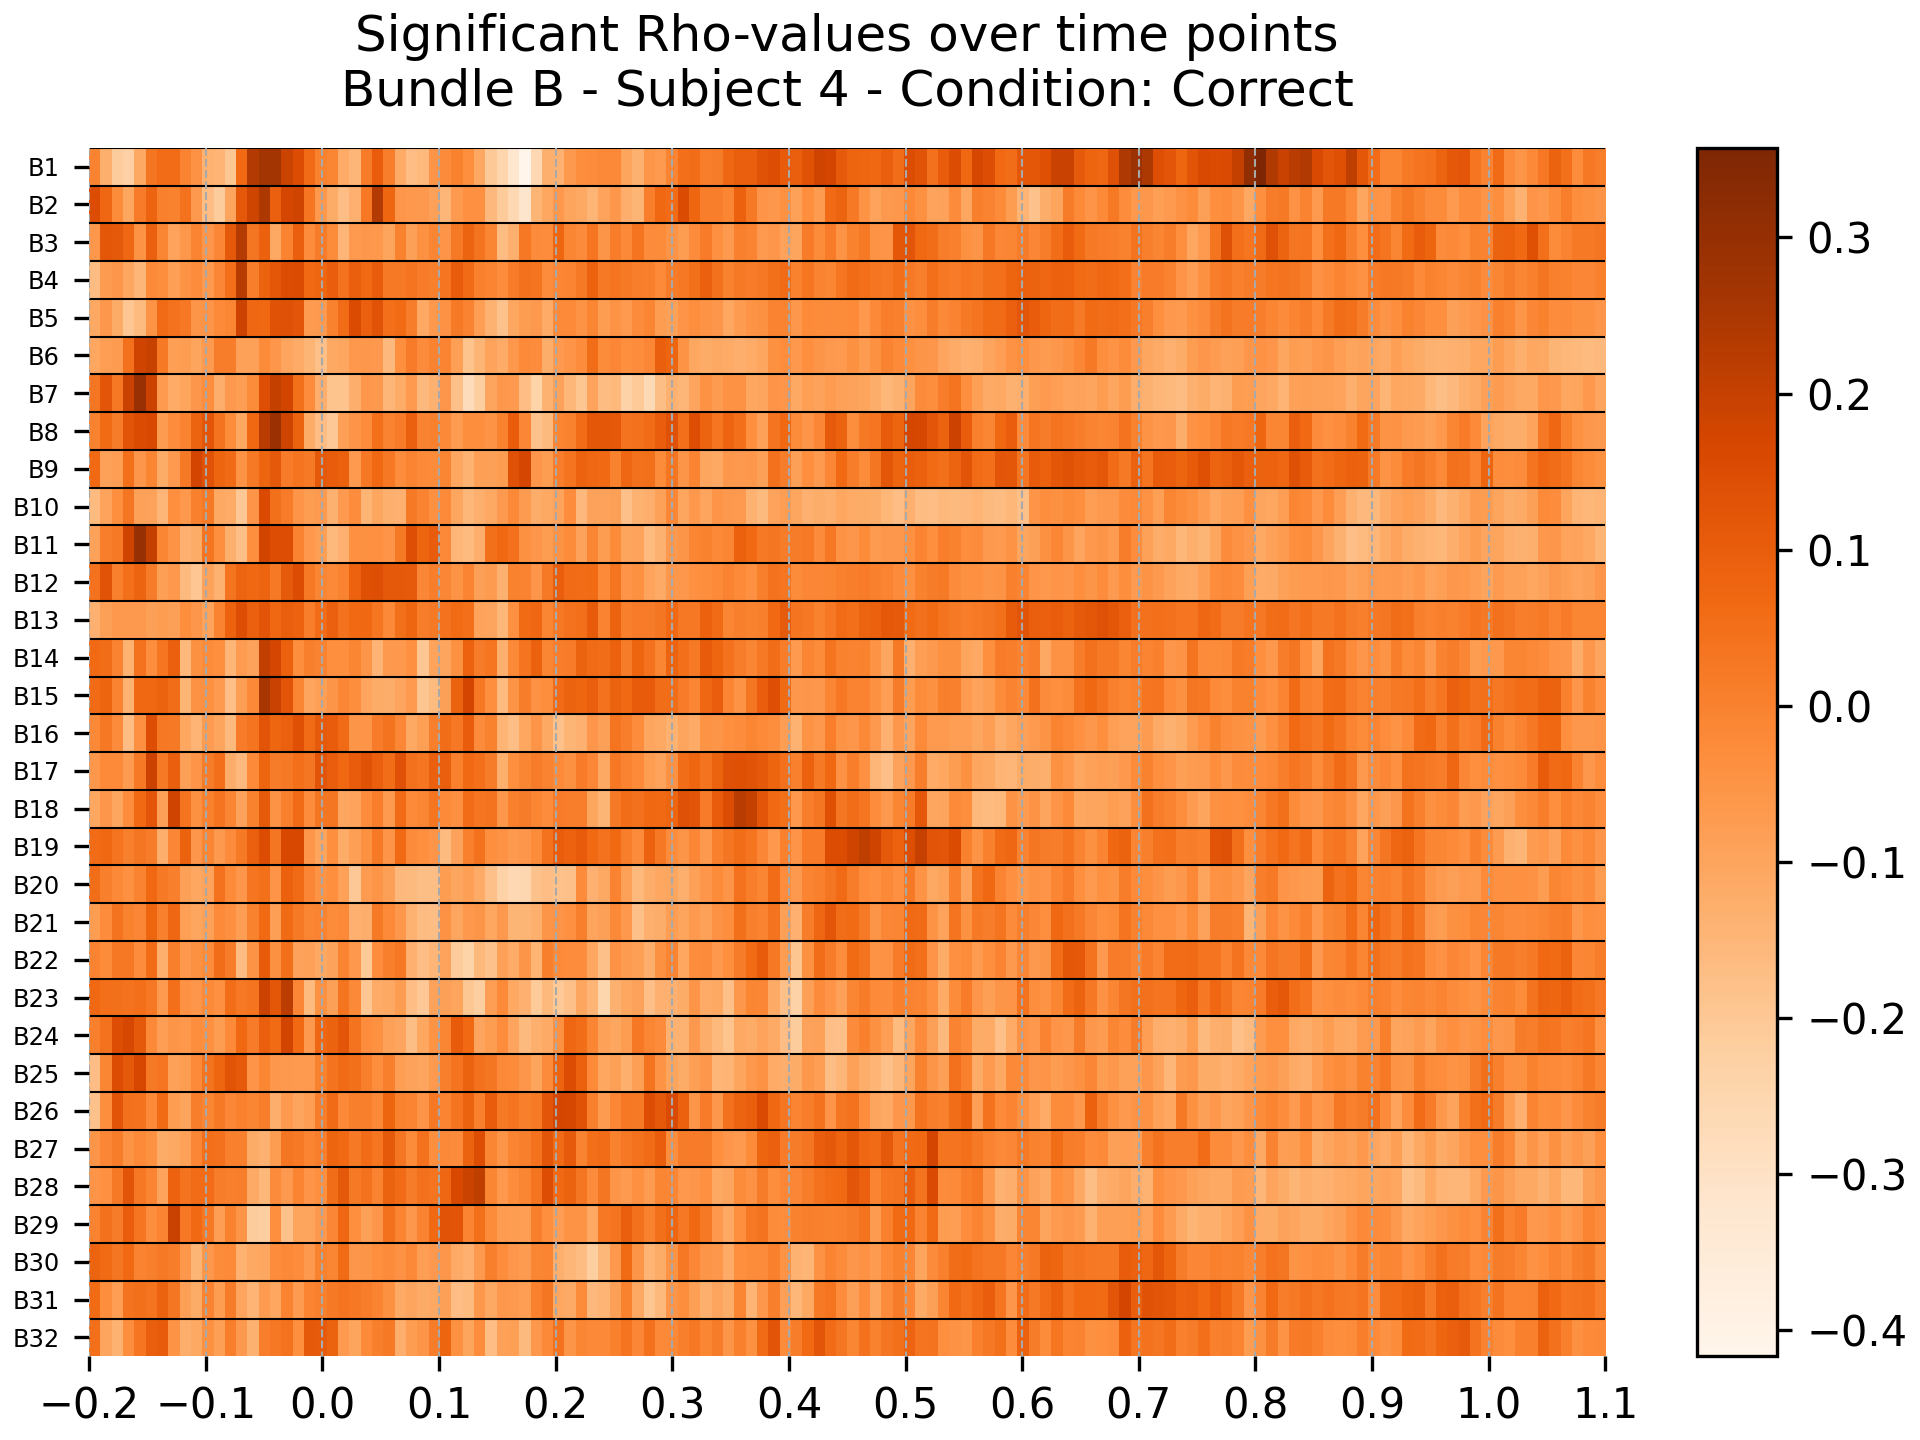 Significant Rho-values over time points
Bundle B - Subject 4 - Condition: Correct
B1
B2
B3
B4
B5
B6
B7
B8
B9
B10
B11
B12
B13
B14
B15
B16
B17
B18
B19
B20
B21
B22
B23
B24
B25
B26
B27
B28
B29
B30
B31
B32
−0.2 −0.1 0.0 0.1 0.2 0.3 0.4 0.5 0.6 0.7 0.8 0.9 1.0 1.1
0.3
0.2
0.1
0.0
−0.1
−0.2
−0.3
−0.4